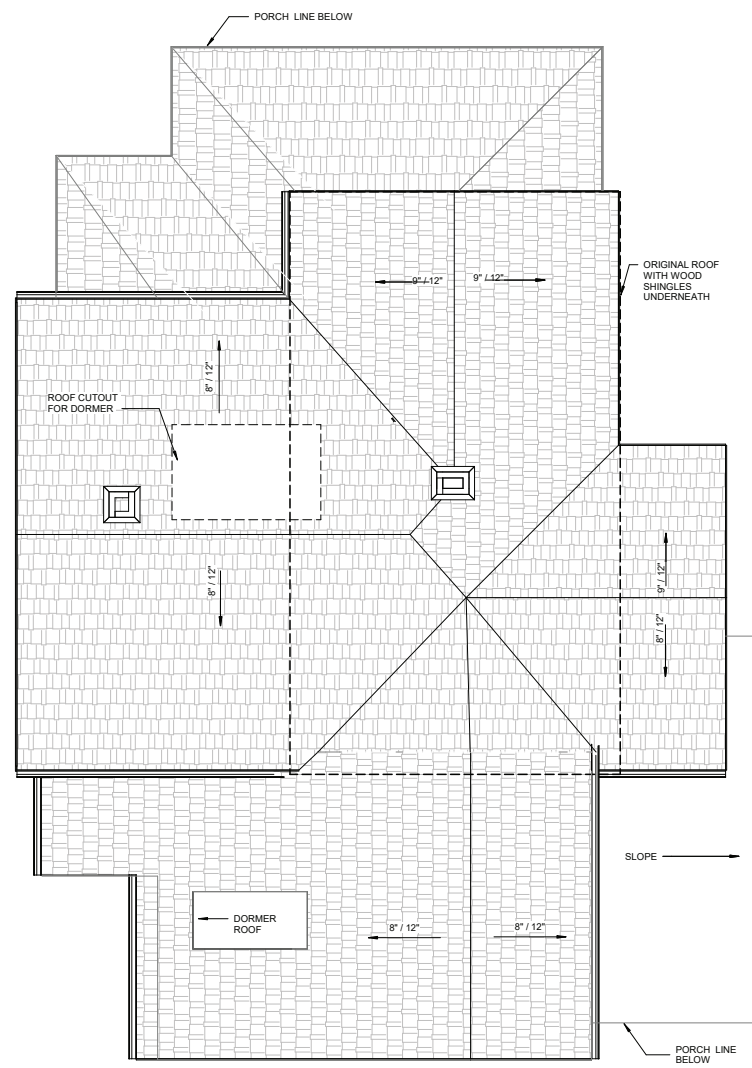 PORCH LINE BELOW
ORIGINAL ROOF
WITH WOOD
SHINGLES
UNDERNEATH
9" / 12"
9" / 12"
8" / 12"
ROOF CUTOUT
FOR DORMER
8" / 12"
9" / 12"
8" / 12"
SLOPE
DORMER
ROOF
8" / 12"
8" / 12"
PORCH LINE
BELOW